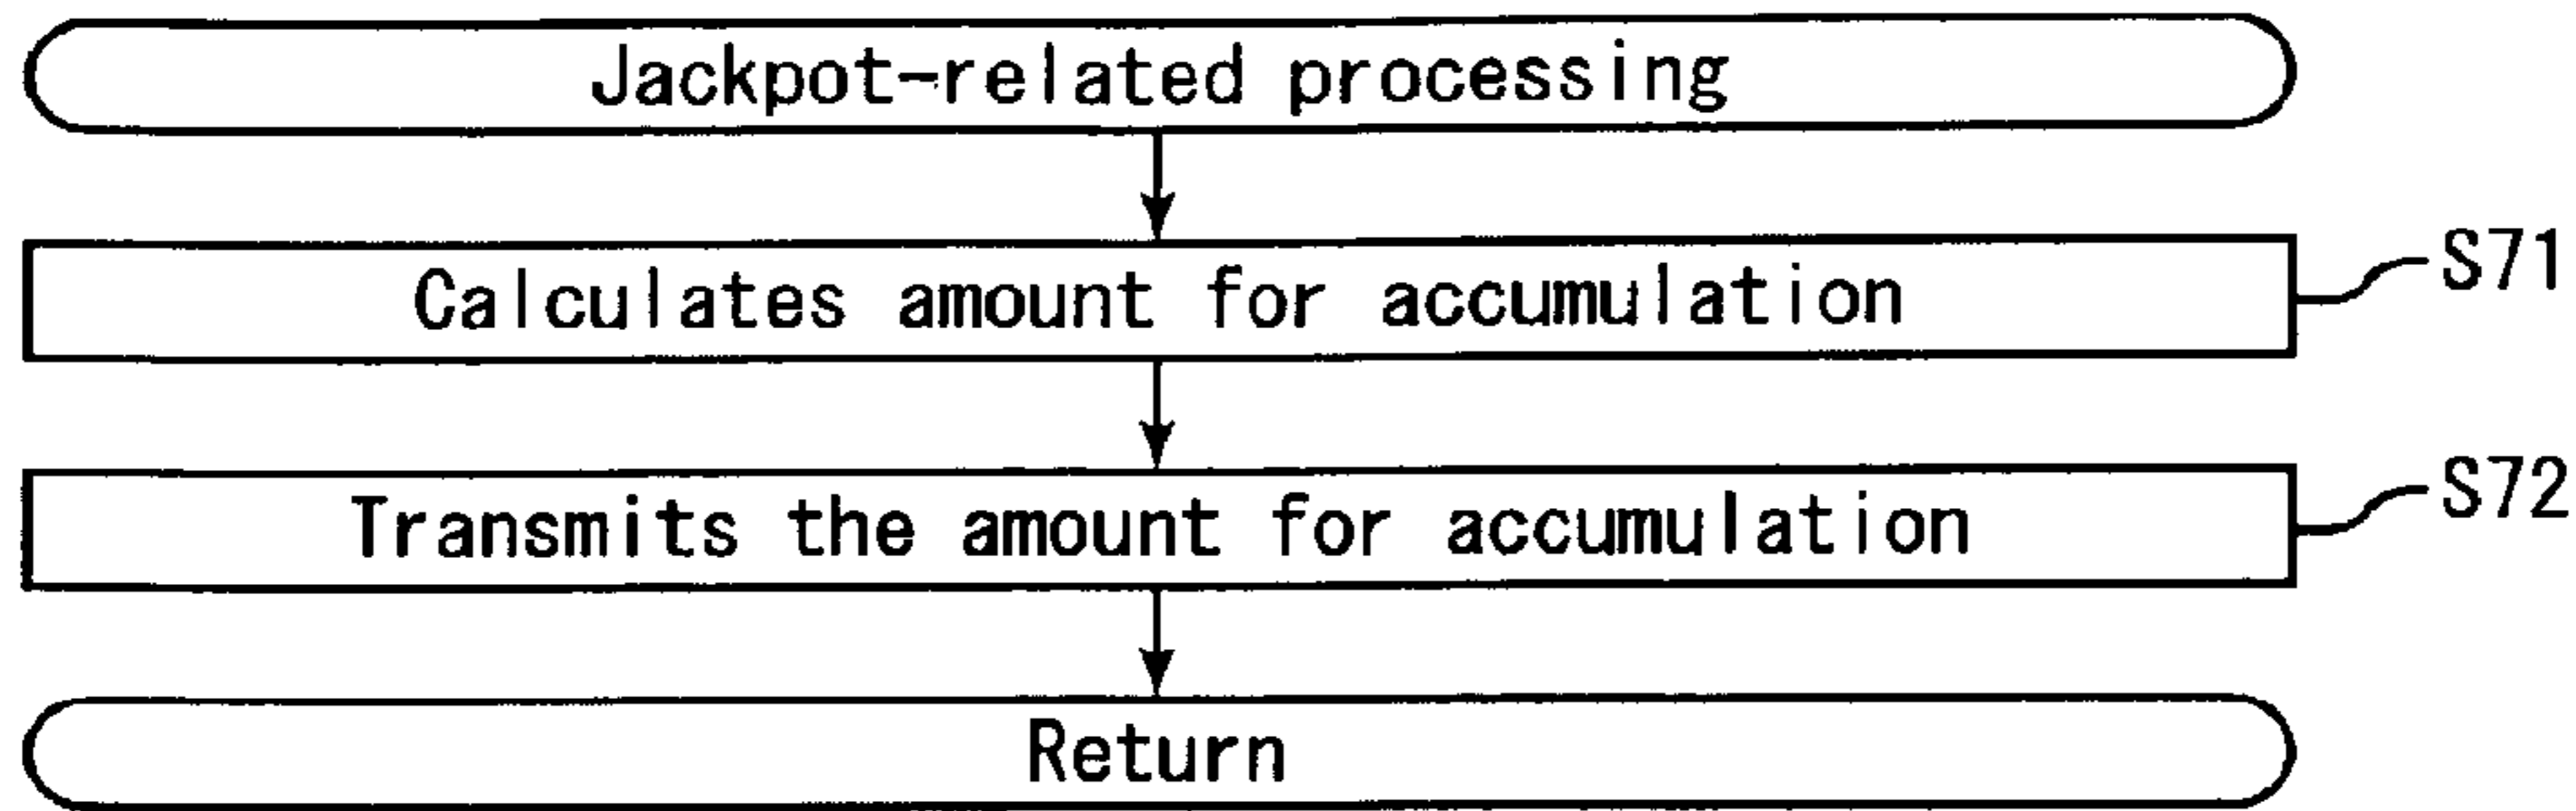 Jackpot-related processing
Calculates amount for accumulation
S71
Transmits the amount for accumulation
S72
Return